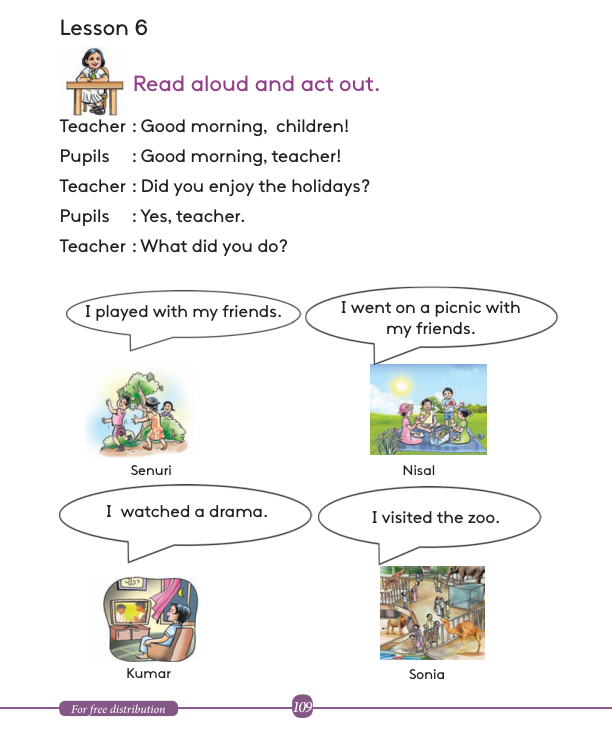 Lesson 6
Read aloud and act out.
Teacher : Good morning, children!
Pupils : Good morning, teacher!
Teacher : Did you enjoy the holidays?
Pupils : Yes, teacher.
Teacher : What did you do?
I played with my friends.
I went on a picnic with
my friends.
Senuri
Nisal
I watched a drama.
I visited the zoo.
Kumar
Sonia
For free distribution
109